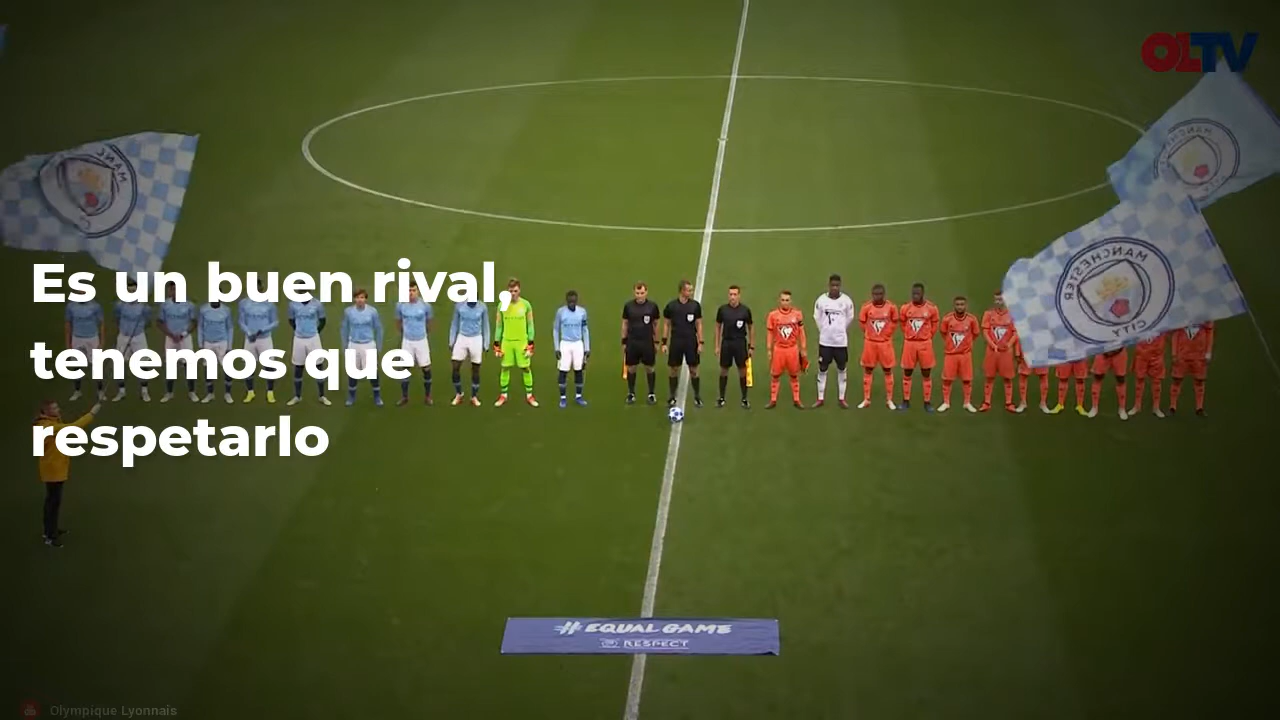 OLTV
Es un buen rival,
tenemos que
respetarlo
MANCHESTER
CITY
#EQUAL GAME
RESPECT
Olympique Lyonnais